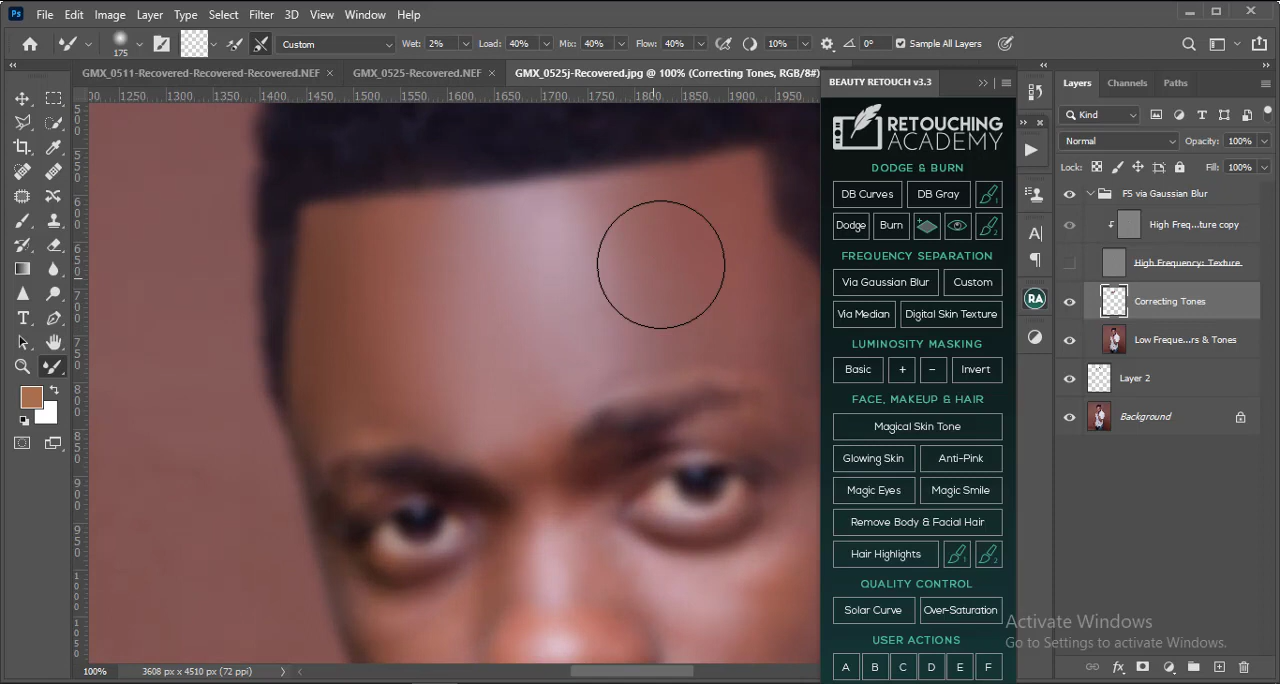 Ps File Edit Image Layer Type Select Filter 3D View Window Help
175 Custom Wet: 2% Load: 40% Mix: 40% Flow: 40% 10% 0° Sample All Layers
GMX_0511-Recovered-Recovered-Recovered.NEF × GMX_0525-Recovered.NEF × GMX_0525j-Recovered.jpg @ 100% (Correcting Tones, RGB/8#)
1250 1300 1350 1400 1450 1500 1550 1600 1650 1700 1750 1800 1850 1900 1950
BEAUTY RETOUCH v3.3
RETOUCHING
ACADEMY
DODGE & BURN
DB Curves DB Gray 1
Dodge Burn 2
FREQUENCY SEPARATION
Via Gaussian Blur Custom
Via Median Digital Skin Texture
LUMINOSITY MASKING
Basic + − Invert
FACE, MAKEUP & HAIR
Magical Skin Tone
Glowing Skin Anti-Pink
Magic Eyes Magic Smile
Remove Body & Facial Hair
Hair Highlights 1 2
QUALITY CONTROL
Solar Curve Over-Saturation
USER ACTIONS
A B C D E F
RA
Layers Channels Paths
Kind
Normal Opacity: 100%
Lock: Fill: 100%
FS via Gaussian Blur
High Freq...ture copy
High Frequency: Texture
Correcting Tones
Low Freque...rs & Tones
Layer 2
Background
Activate Windows
Go to Settings to activate Windows.
100% 3608 px x 4510 px (72 ppi)